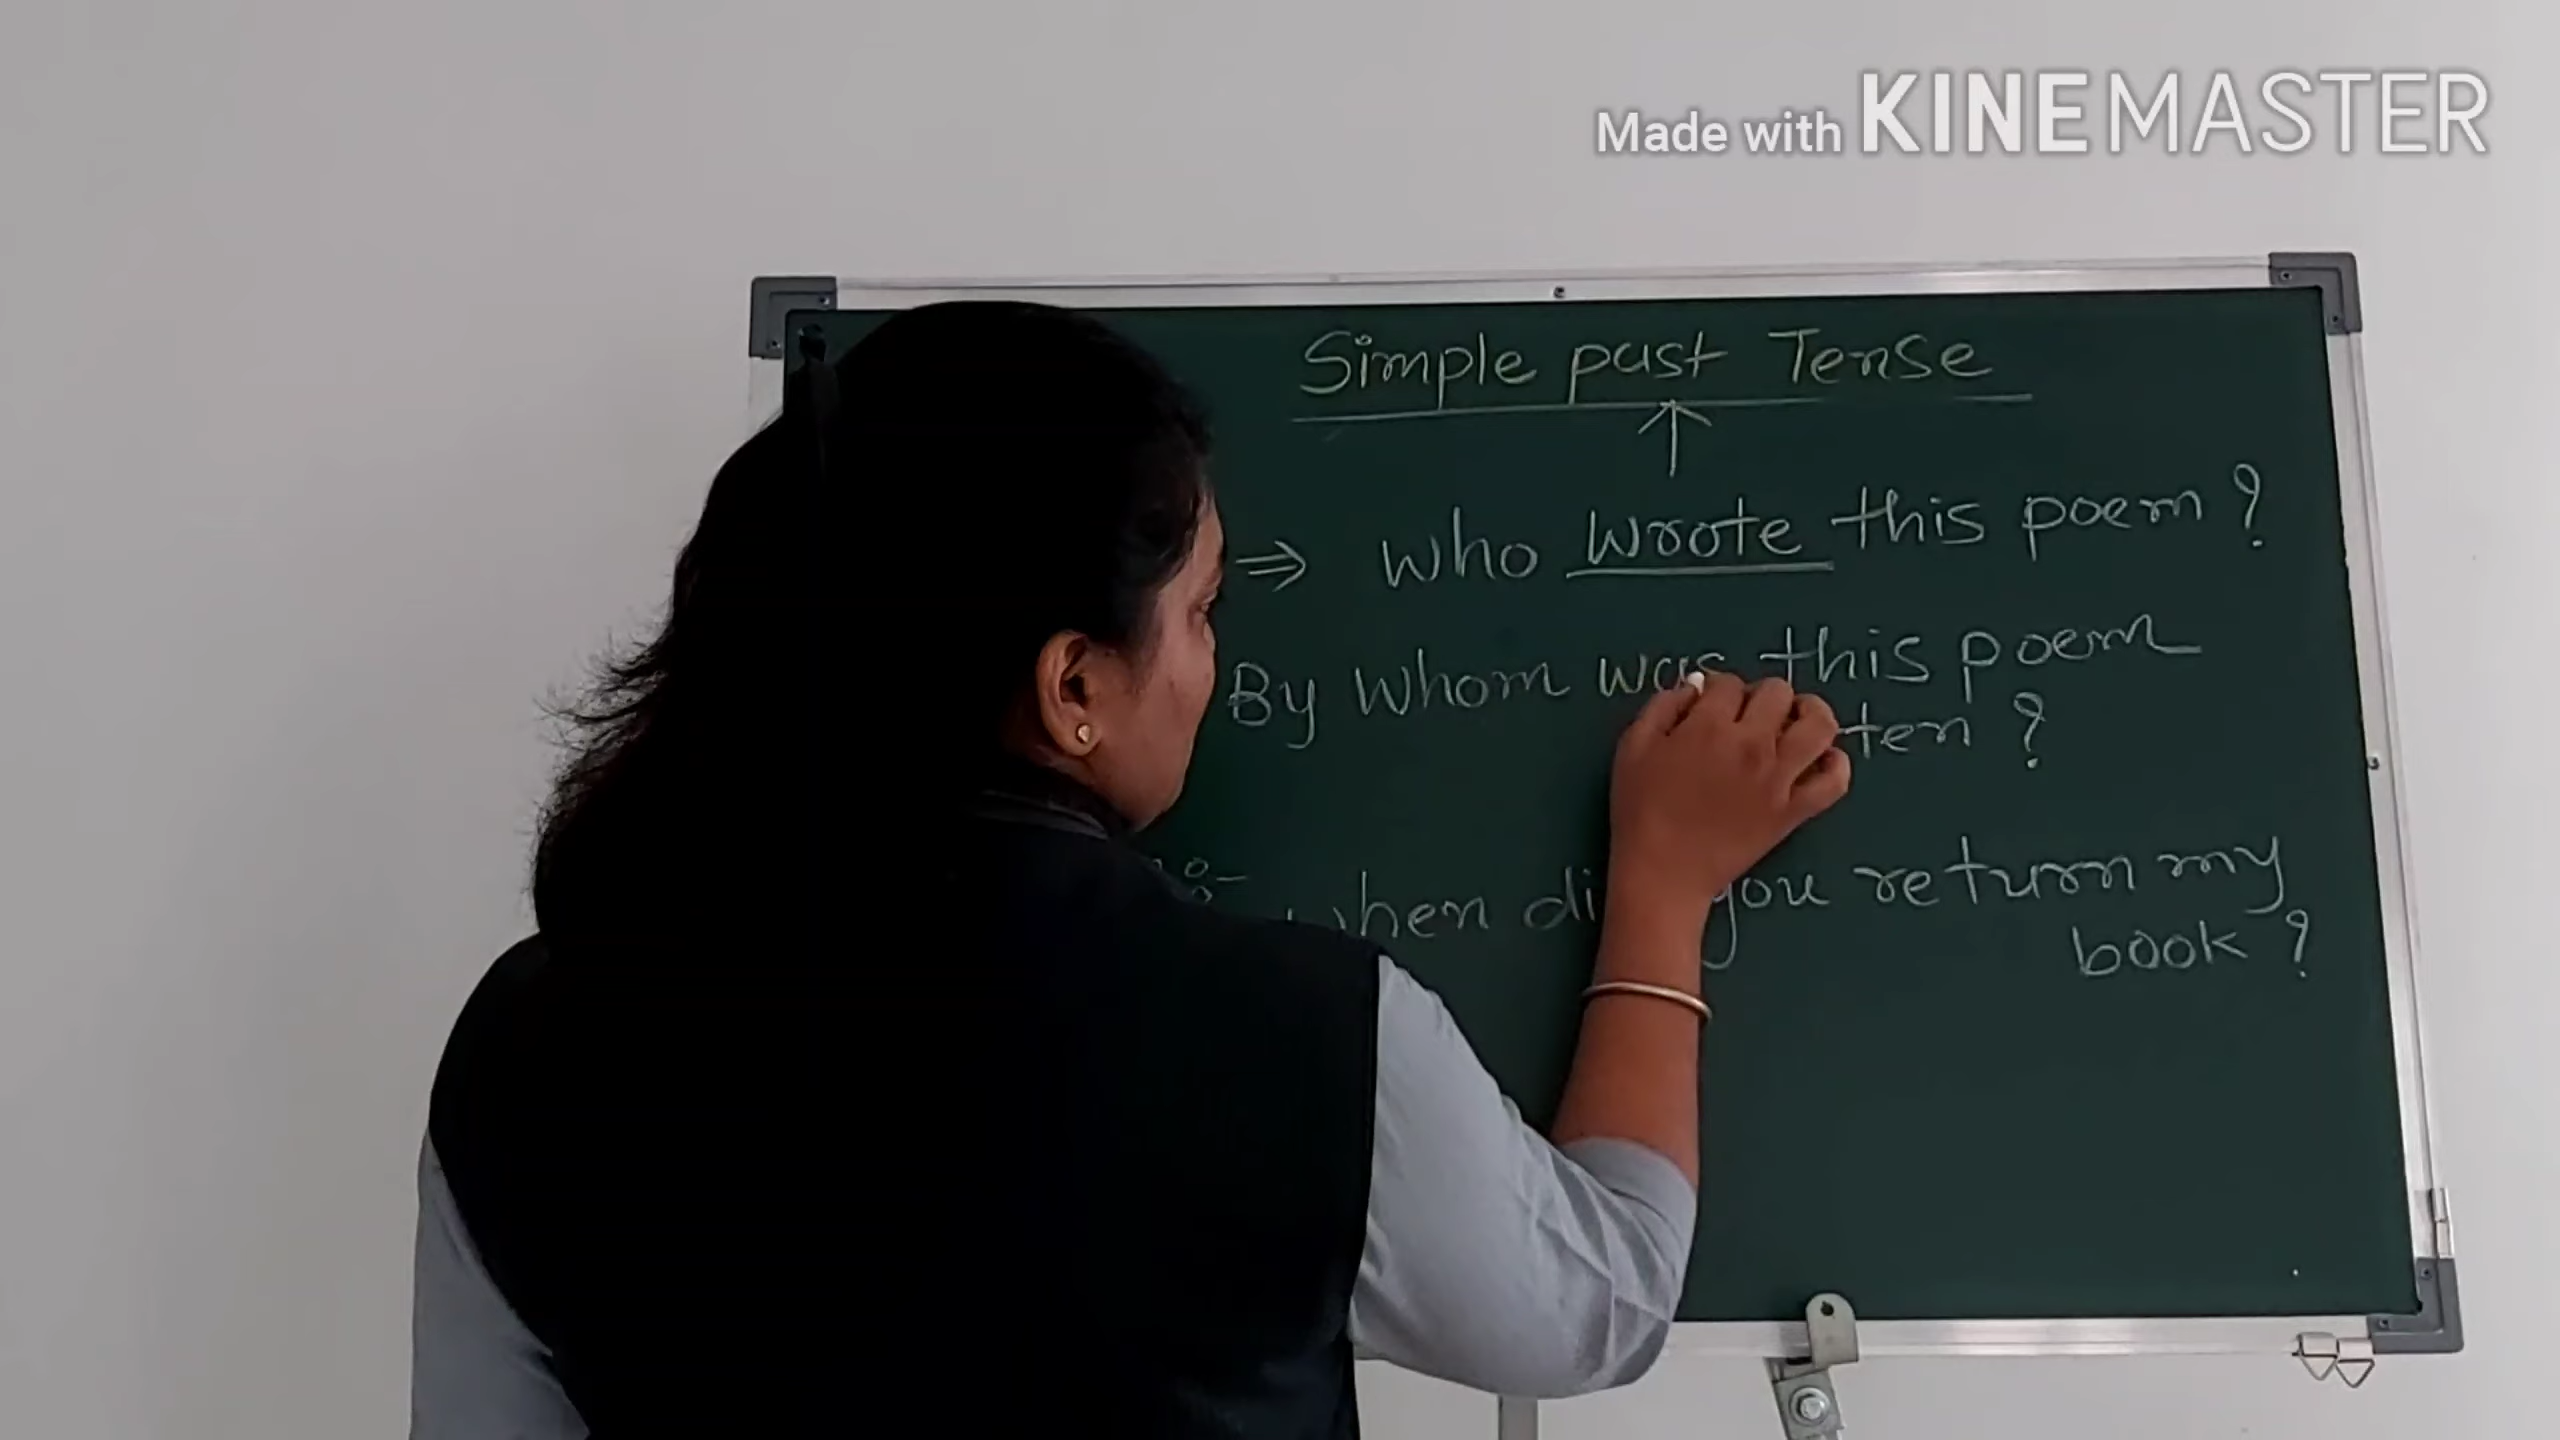 Made with KINEMASTER
Simple past Tense
⇒ Who wrote this poem ?
By Whom was this poem
ten ?
when di you return my
book ?